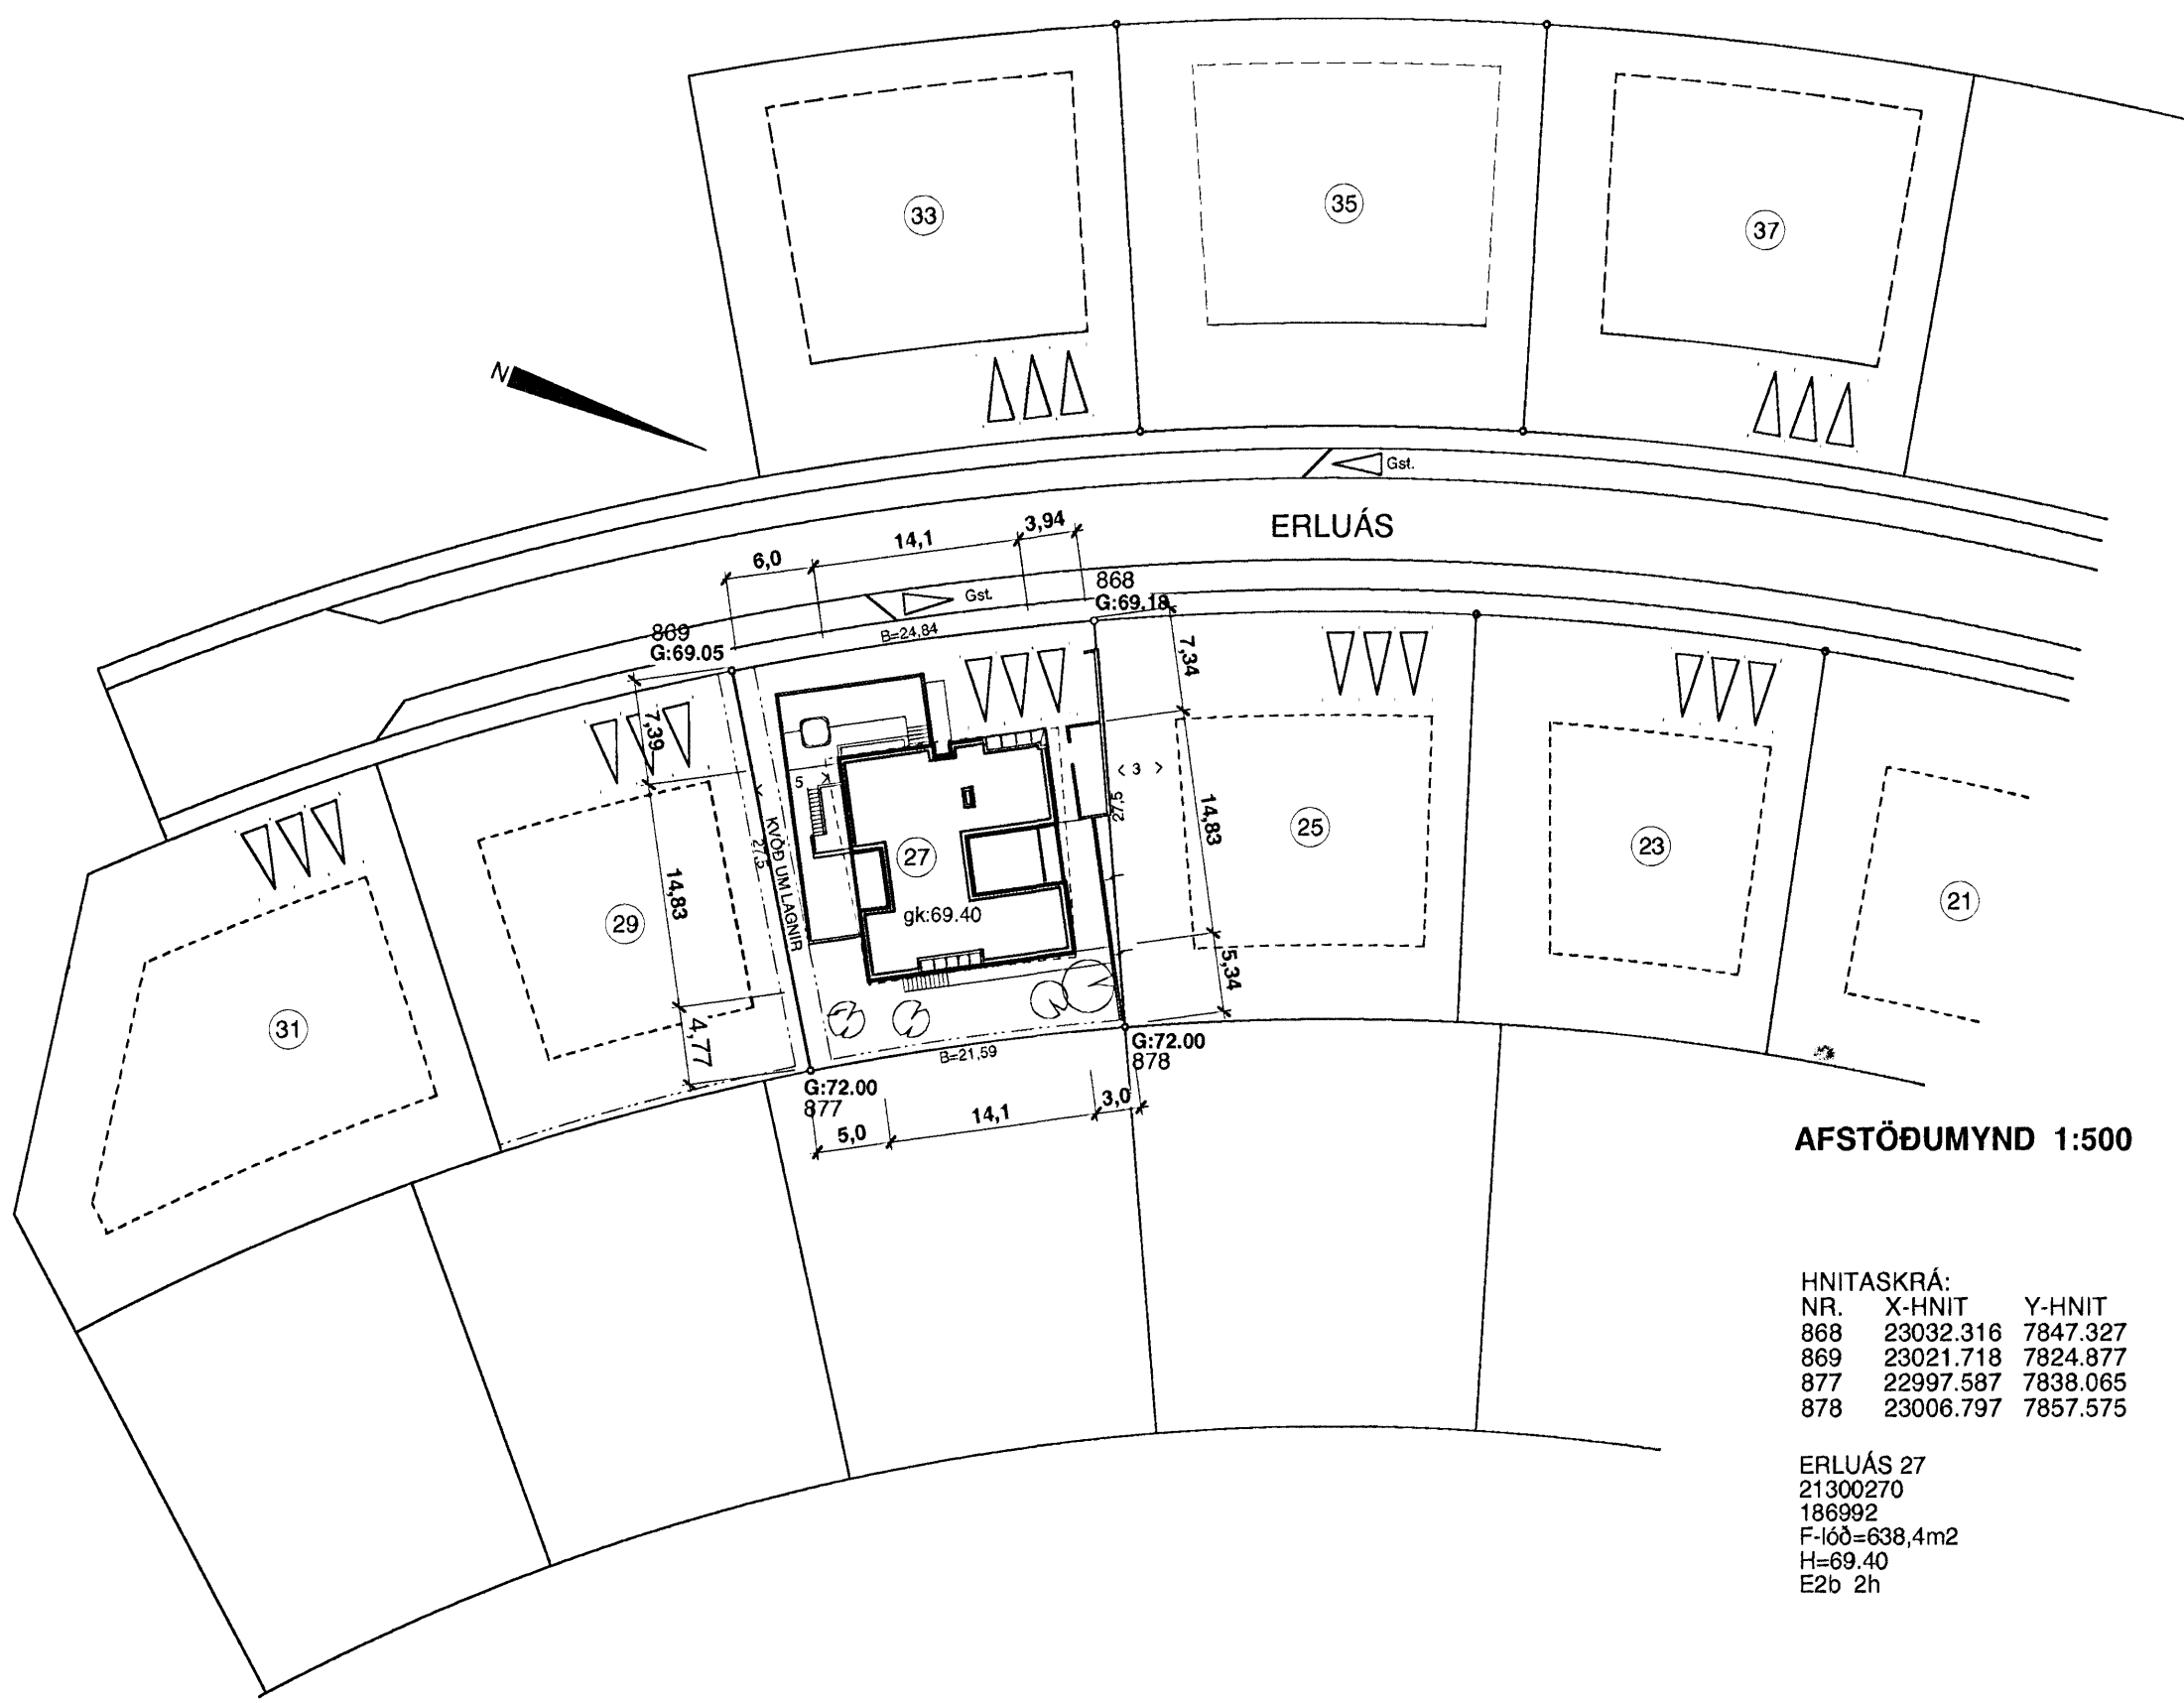 33
35
37
N
Gst.
ERLUÁS
6,0
14,1
3,94
868
G:69.18
Gst.
B=24,84
869
G:69.05
7,34
7,39
5
< 3 >
27,5
14,83
25
23
21
27
KVÖÐ UM LAGNIR
27,5
14,83
29
gk:69.40
31
5,34
4,77
B=21,59
G:72.00
878
G:72.00
877
5,0
14,1
3,0
AFSTÖÐUMYND 1:500
HNITASKRÁ:
NR. X-HNIT Y-HNIT
868 23032.316 7847.327
869 23021.718 7824.877
877 22997.587 7838.065
878 23006.797 7857.575
ERLUÁS 27
21300270
186992
F-lóð=638,4m2
H=69.40
E2b 2h